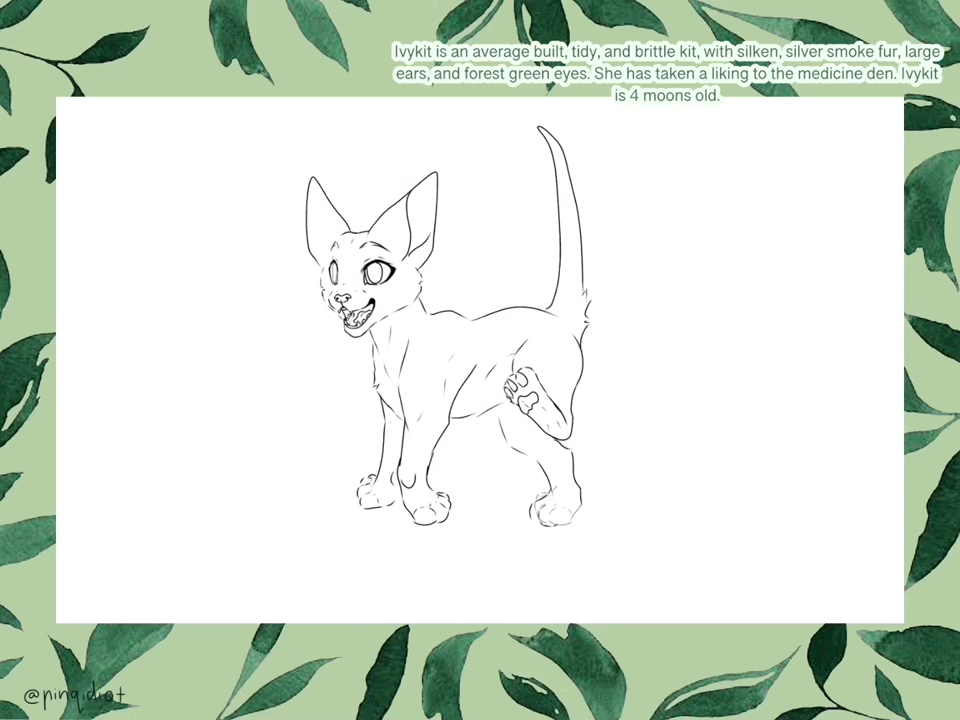 Ivykit is an average built, tidy, and brittle kit, with silken, silver smoke fur, large
ears, and forest green eyes. She has taken a liking to the medicine den. Ivykit
is 4 moons old.
@pinqidiot